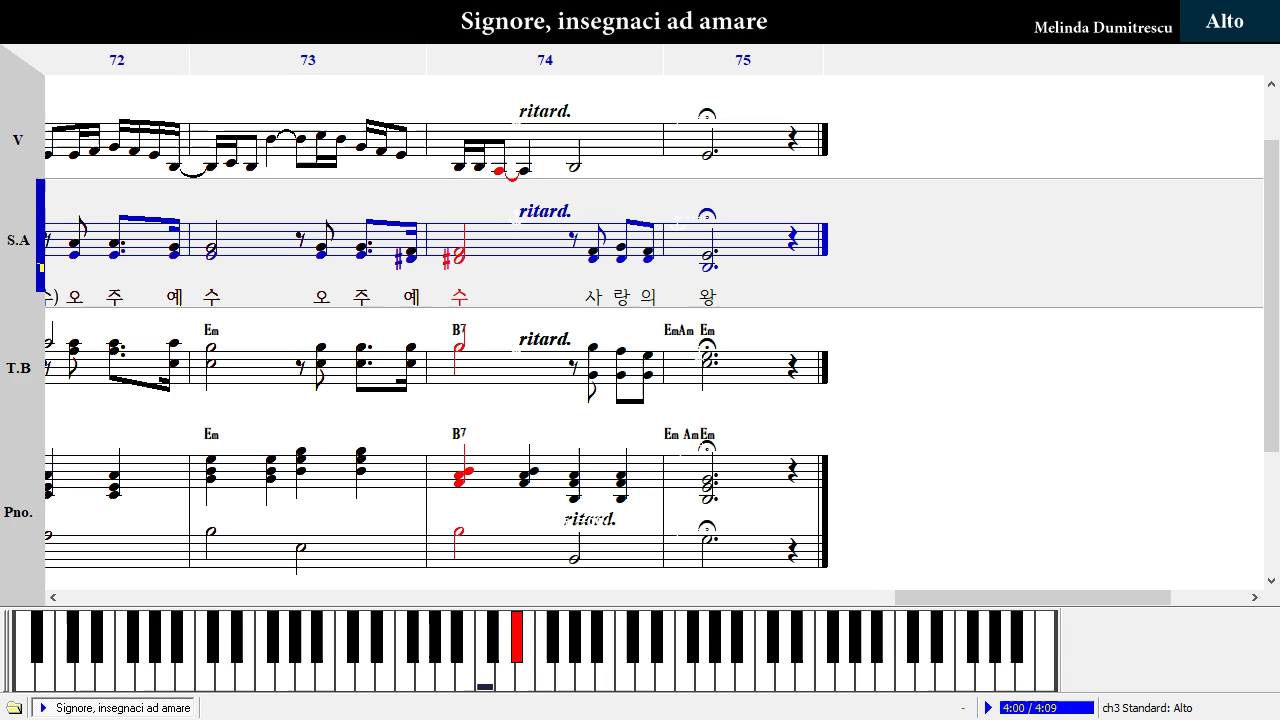 Signore, insegnaci ad amare
Melinda Dumitrescu
Alto
72 73 74 75
V
ritard.
ritard.
S.A
수) 오 주 예 수 오 주 예 수 사 랑 의 왕
Em B7 EmAm Em
ritard.
T.B
Em B7 Em AmEm
Pno.
ritard.
Signore, insegnaci ad amare
- 4:00 / 4:09 ch3 Standard: Alto